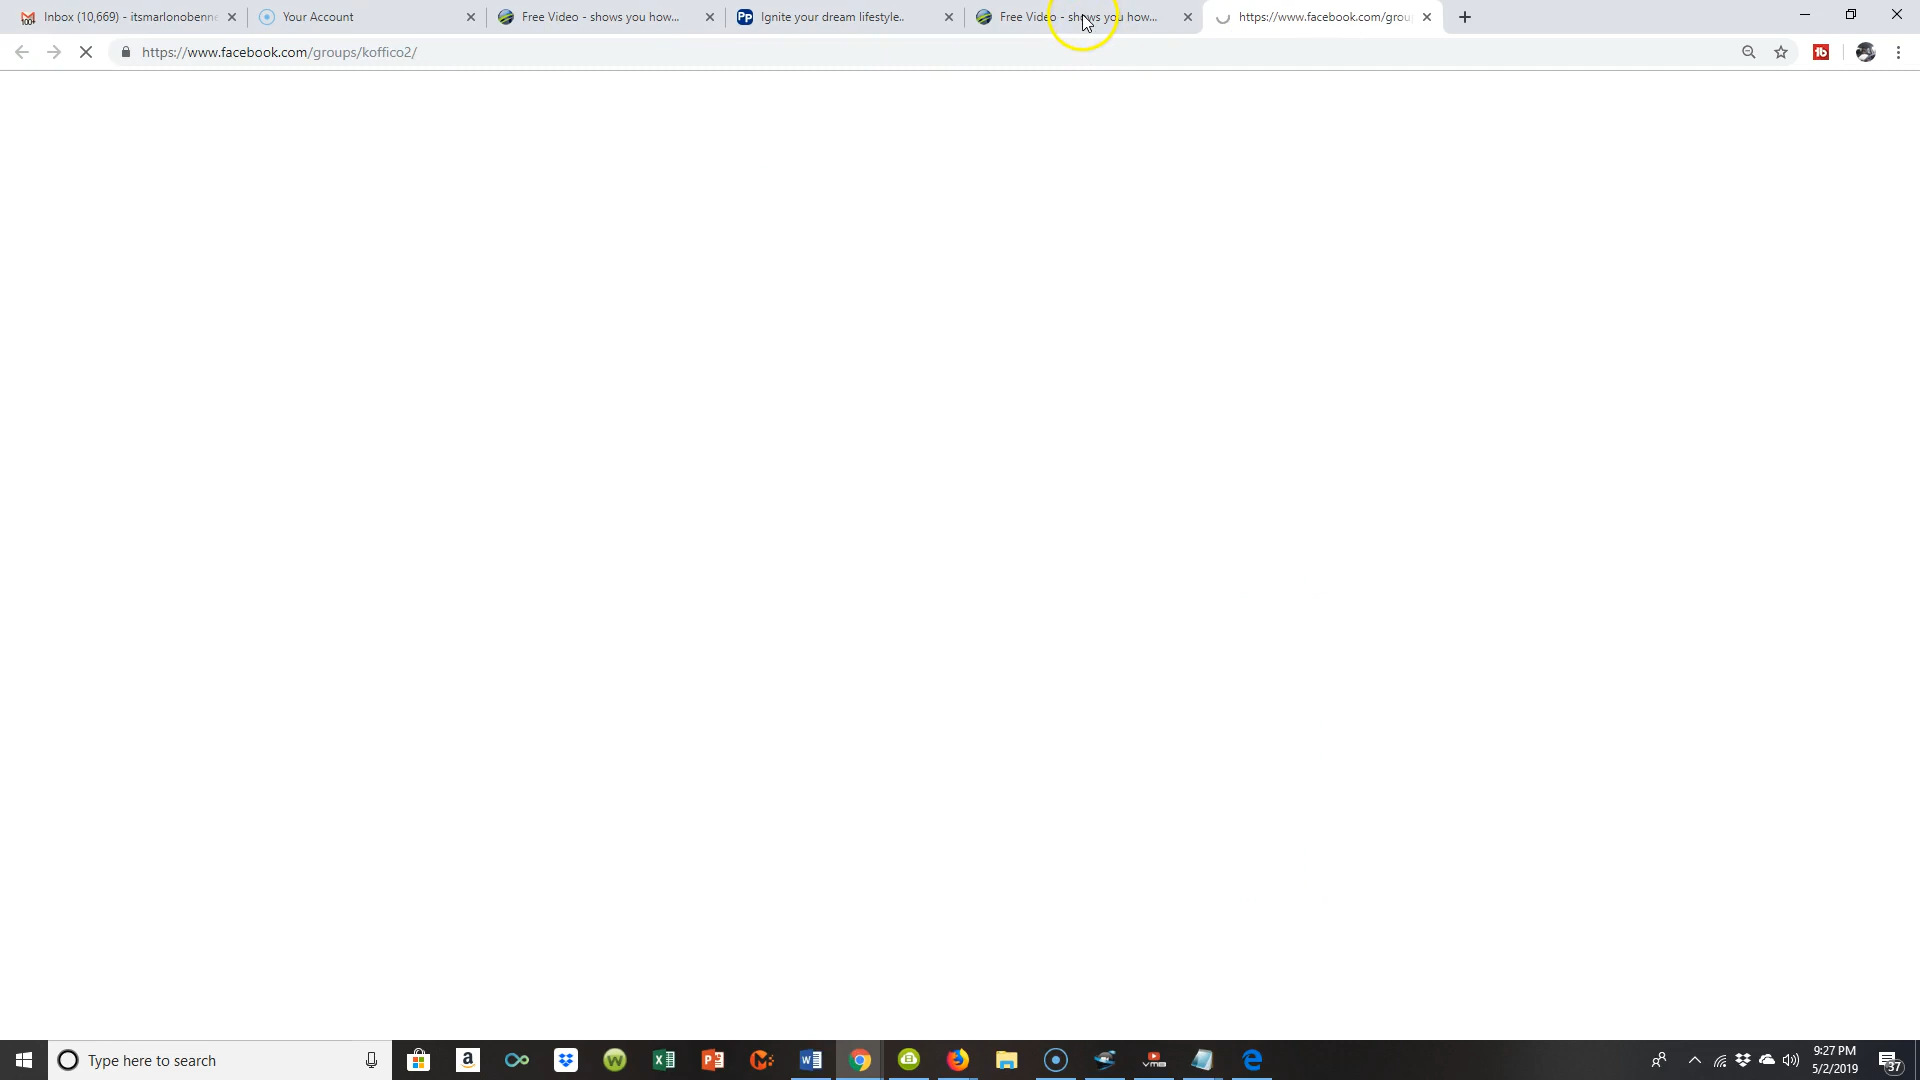 Inbox (10,669) - itsmarlonobenne
Your Account
Free Video - shows you how...
Ignite your dream lifestyle..
Free Video - shows you how...
https://www.facebook.com/grou
https://www.facebook.com/groups/koffico2/
Type here to search
9:27 PM
5/2/2019
37